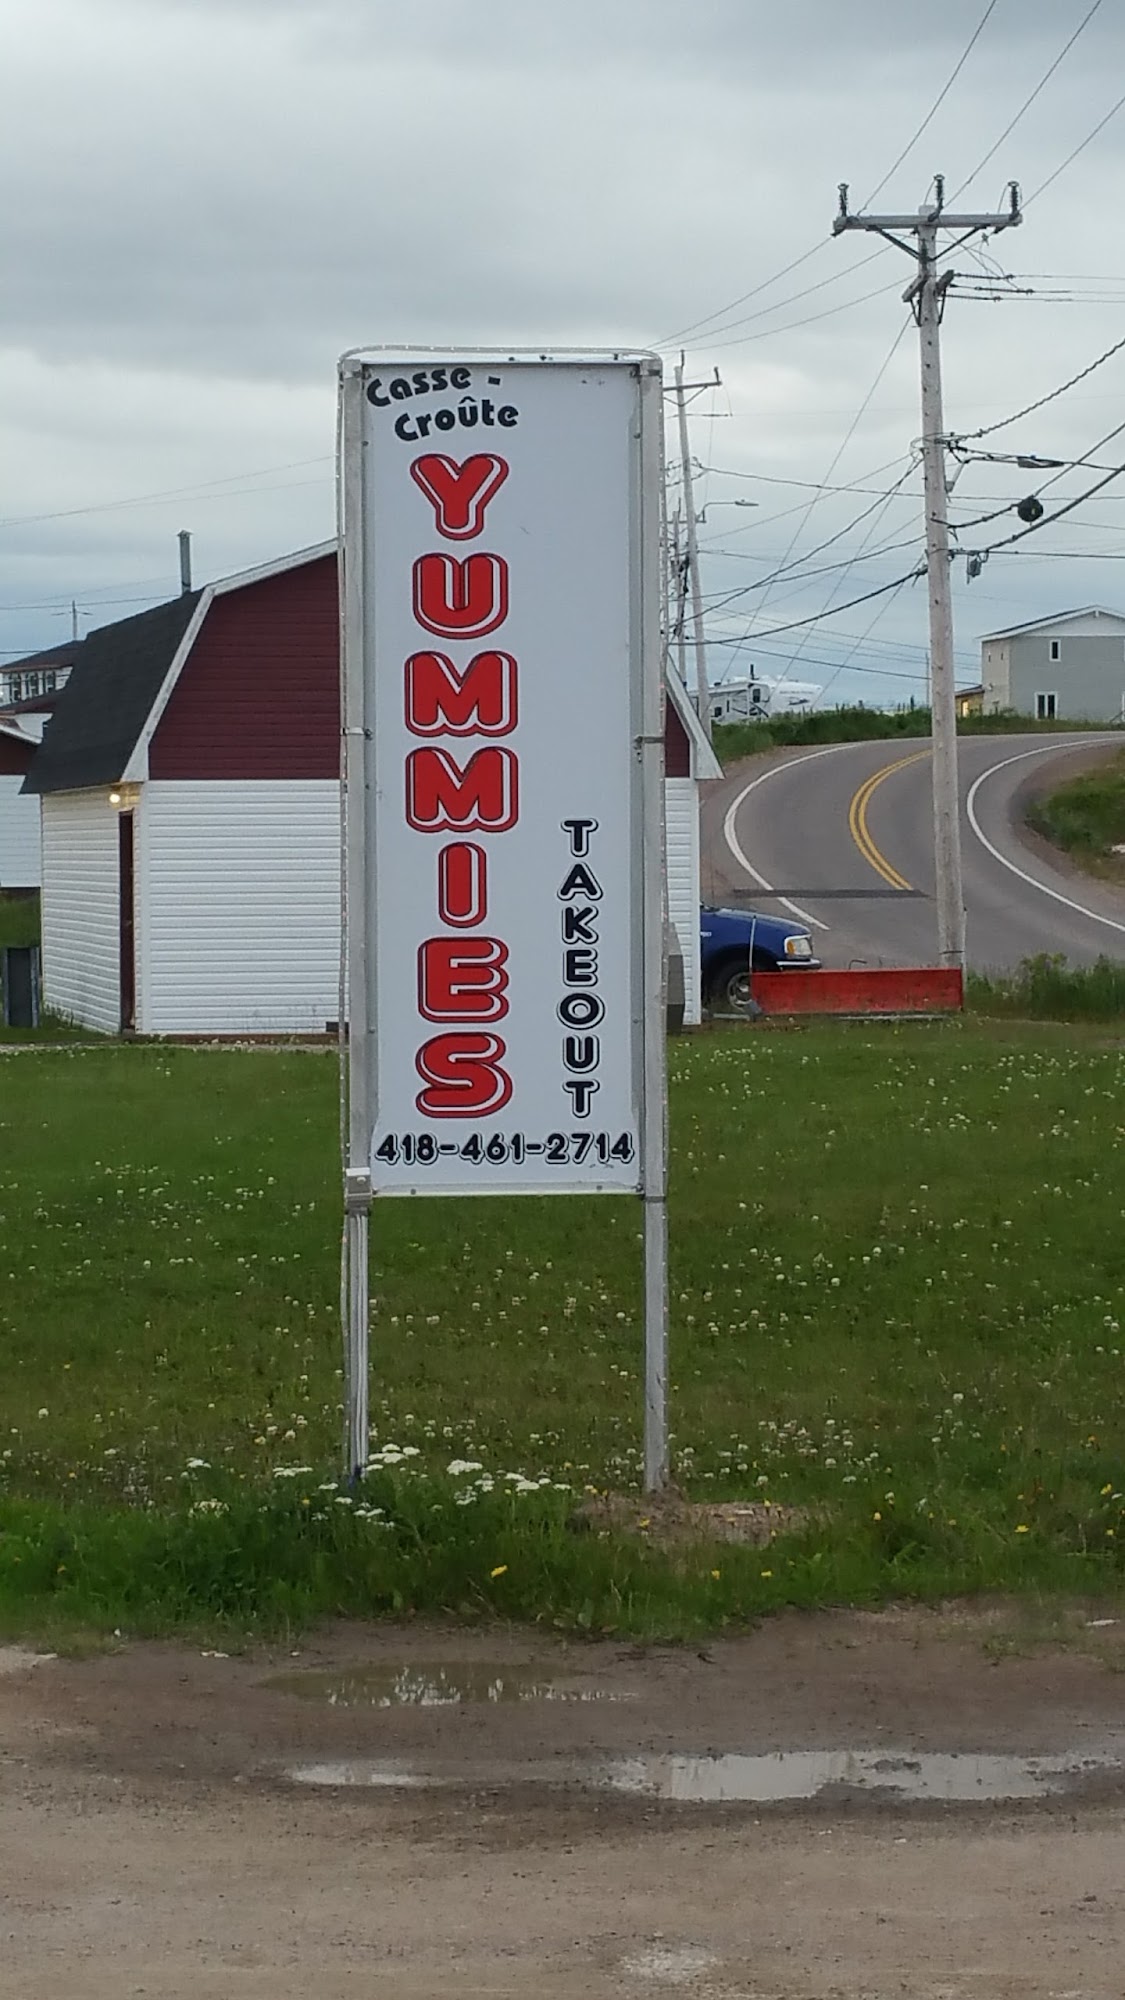 Casse -
Croûte
YUMMIES
TAKEOUT
418-461-2714